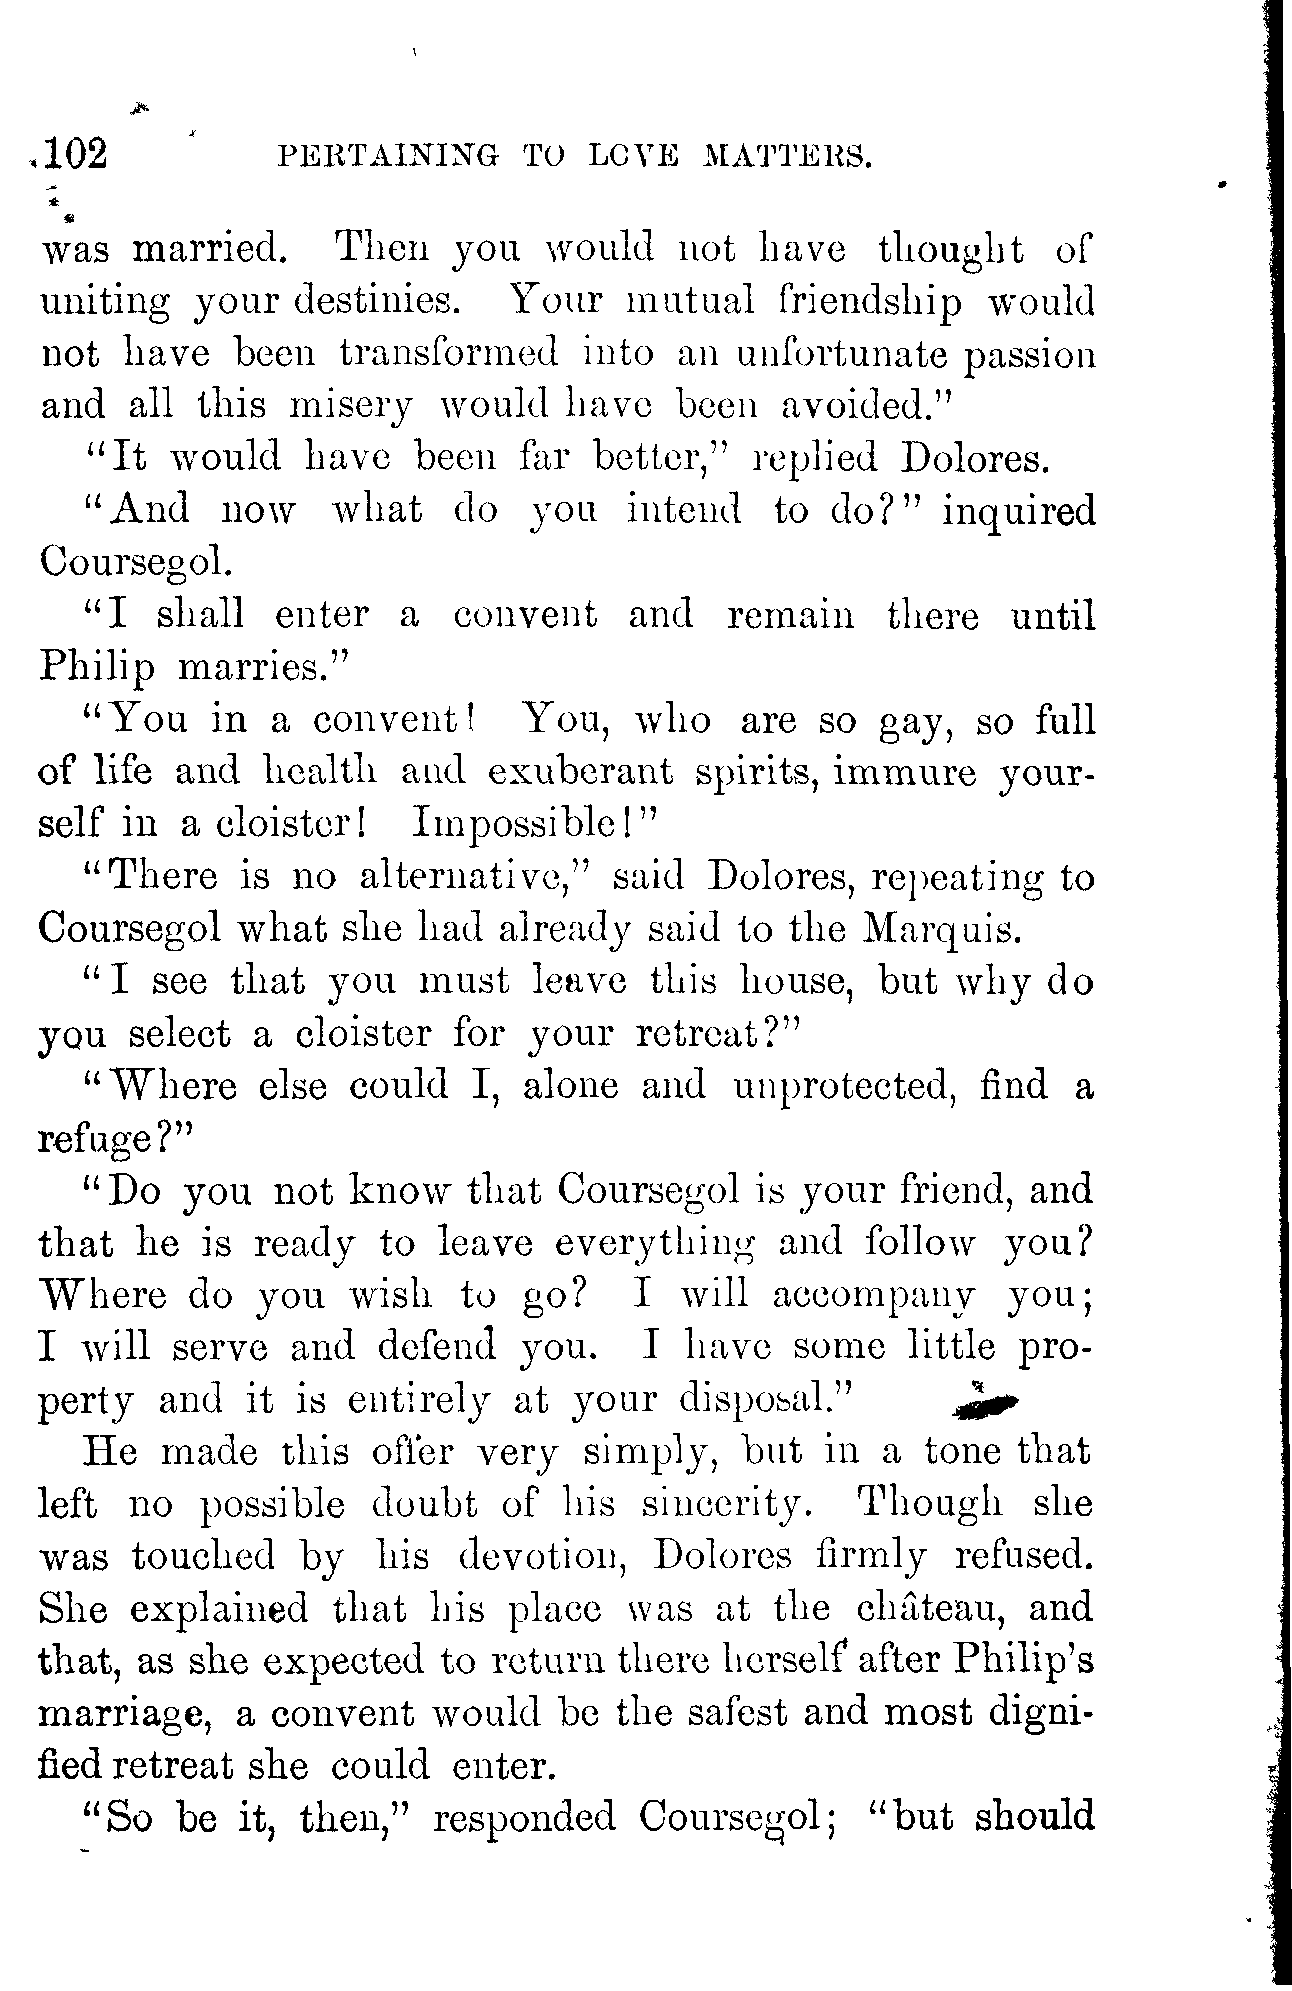 102 PERTAINING TO LOVE MATTERS.
was married. Then you would not have thought of
uniting your destinies. Your mutual friendship would
not have been transformed into an unfortunate passion
and all this misery would have been avoided."
"It would have been far better," replied Dolores.
"And now what do you intend to do?" inquired
Coursegol.
"I shall enter a convent and remain there until
Philip marries."
"You in a convent! You, who are so gay, so full
of life and health and exuberant spirits, immure your-
self in a cloister! Impossible!"
"There is no alternative," said Dolores, repeating to
Coursegol what she had already said to the Marquis.
"I see that you must leave this house, but why do
you select a cloister for your retreat?"
"Where else could I, alone and unprotected, find a
refuge?"
"Do you not know that Coursegol is your friend, and
that he is ready to leave everything and follow you?
Where do you wish to go? I will accompany you;
I will serve and defend you. I have some little pro-
perty and it is entirely at your disposal."
He made this offer very simply, but in a tone that
left no possible doubt of his sincerity. Though she
was touched by his devotion, Dolores firmly refused.
She explained that his place was at the château, and
that, as she expected to return there herself after Philip's
marriage, a convent would be the safest and most digni-
fied retreat she could enter.
"So be it, then," responded Coursegol; "but should